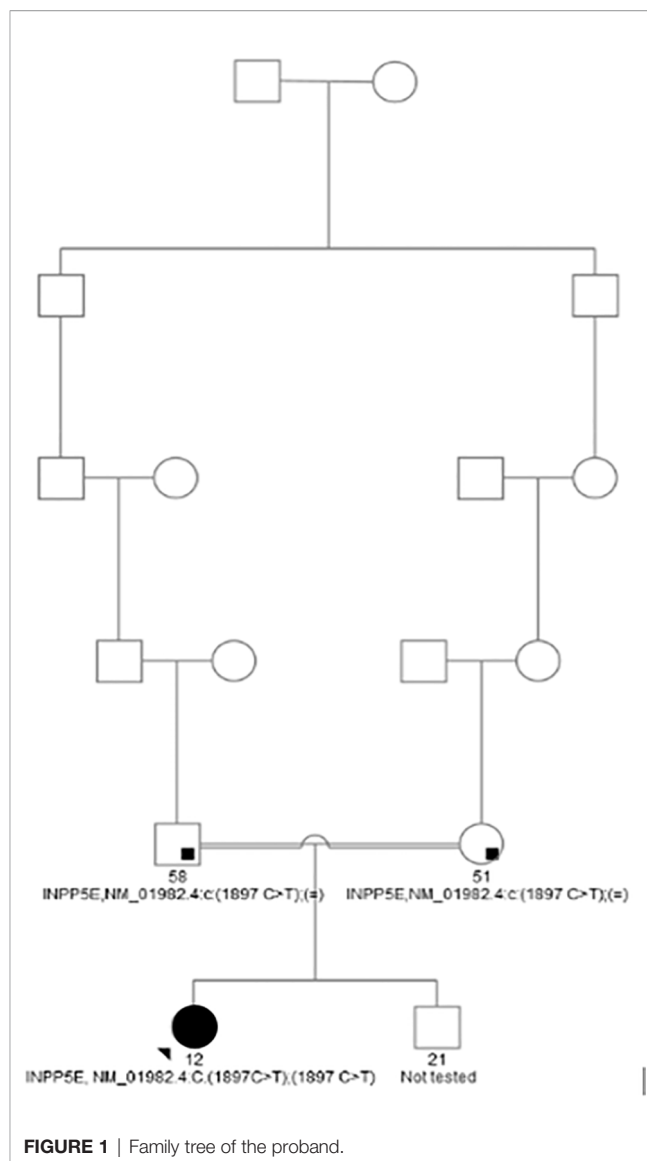 58 51
INPP5E,NM_01982.4:c:(1897 C>T);(=) INPP5E,NM_01982.4:c:(1897 C>T);(=)
12 21
INPP5E, NM_01982.4:C.(1897C>T);(1897 C>T) Not tested
FIGURE 1 | Family tree of the proband.